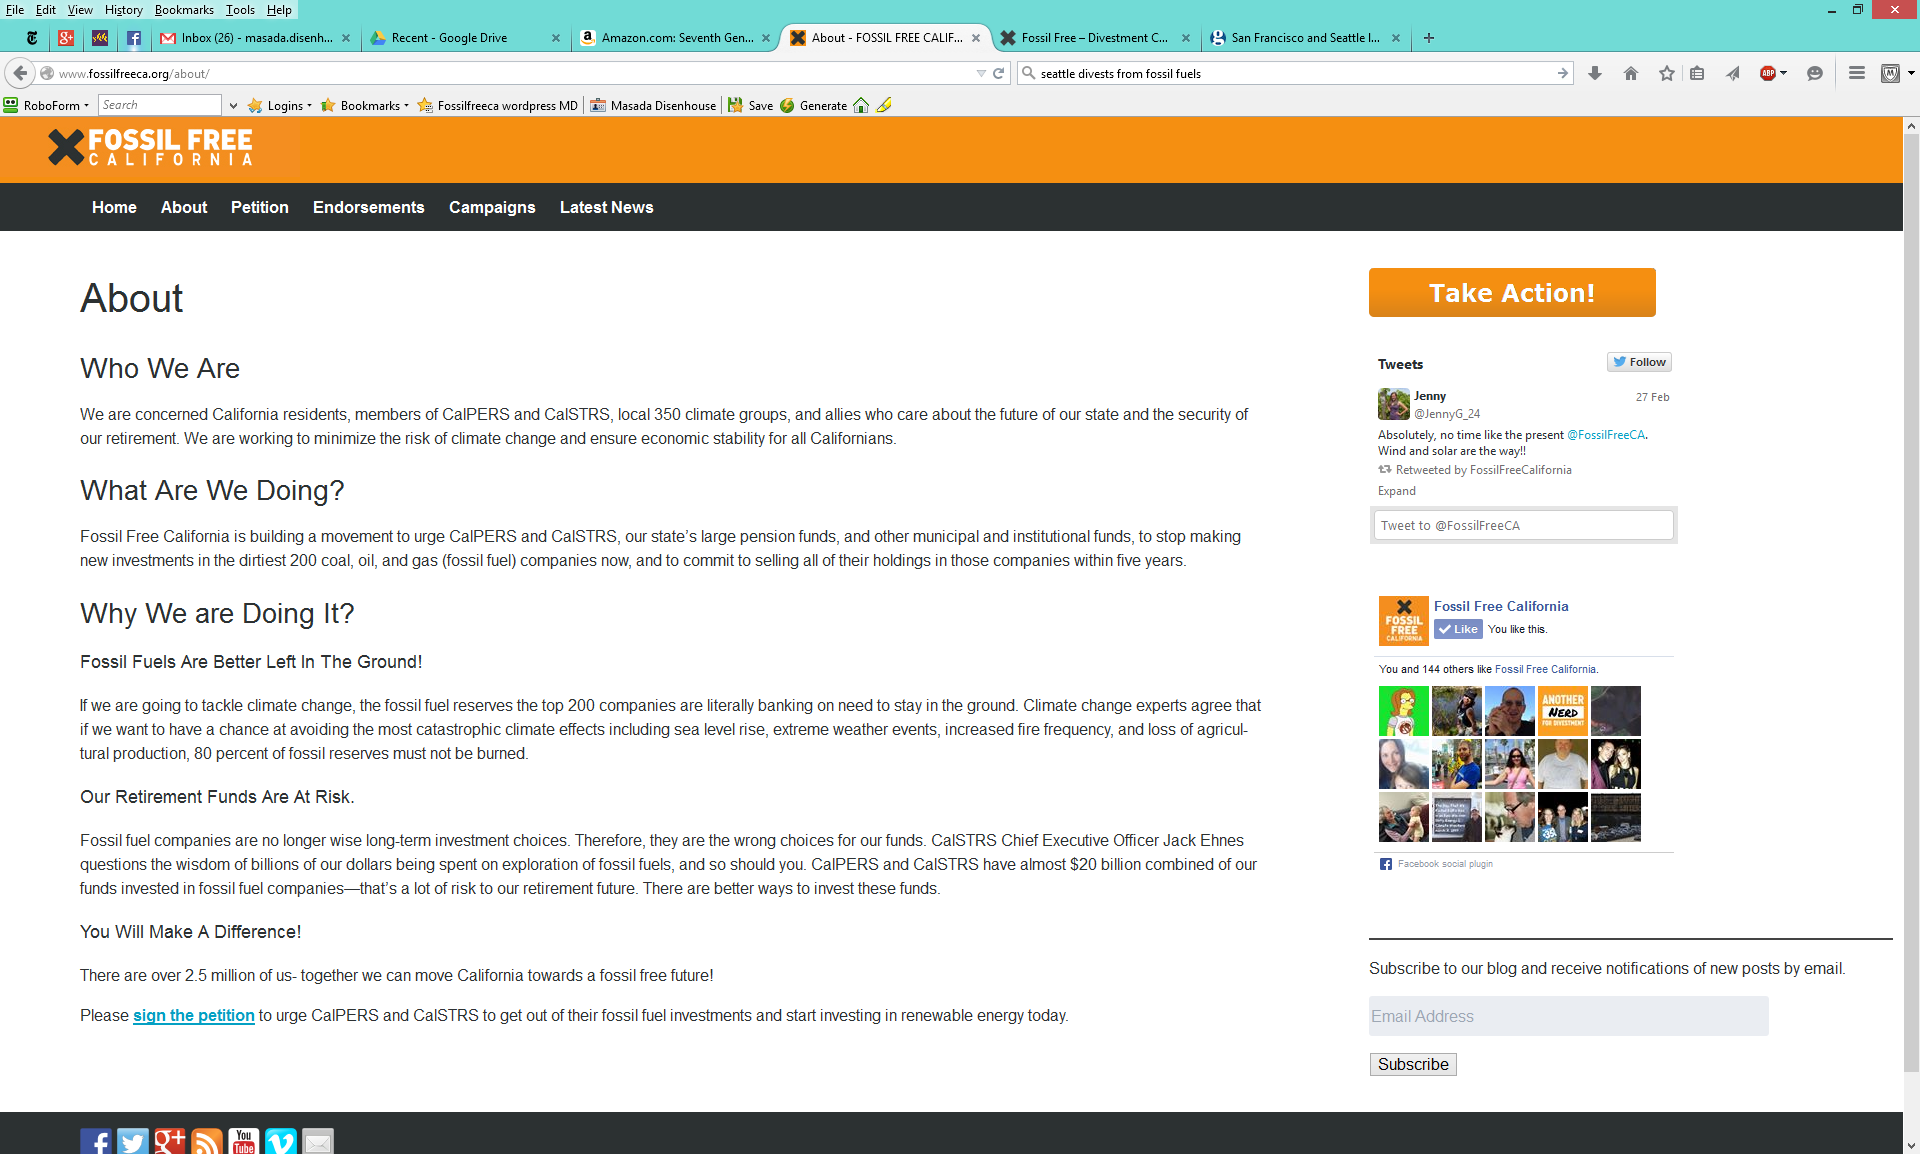 File Edit View History Bookmarks Tools Help
Inbox (26) - masada.disenh... Recent - Google Drive Amazon.com: Seventh Gen... About - FOSSIL FREE CALIF... Fossil Free – Divestment C... San Francisco and Seattle l...
www.fossilfreeca.org/about/ seattle divests from fossil fuels ABP
RoboForm Search Logins Bookmarks Fossilfreeca wordpress MD Masada Disenhouse Save Generate
FOSSIL FREE
CALIFORNIA
Home About Petition Endorsements Campaigns Latest News
About
Who We Are
We are concerned California residents, members of CalPERS and CalSTRS, local 350 climate groups, and allies who care about the future of our state and the security of
our retirement. We are working to minimize the risk of climate change and ensure economic stability for all Californians.
What Are We Doing?
Fossil Free California is building a movement to urge CalPERS and CalSTRS, our state’s large pension funds, and other municipal and institutional funds, to stop making
new investments in the dirtiest 200 coal, oil, and gas (fossil fuel) companies now, and to commit to selling all of their holdings in those companies within five years.
Why We are Doing It?
Fossil Fuels Are Better Left In The Ground!
If we are going to tackle climate change, the fossil fuel reserves the top 200 companies are literally banking on need to stay in the ground. Climate change experts agree that
if we want to have a chance at avoiding the most catastrophic climate effects including sea level rise, extreme weather events, increased fire frequency, and loss of agricul-
tural production, 80 percent of fossil reserves must not be burned.
Our Retirement Funds Are At Risk.
Fossil fuel companies are no longer wise long-term investment choices. Therefore, they are the wrong choices for our funds. CalSTRS Chief Executive Officer Jack Ehnes
questions the wisdom of billions of our dollars being spent on exploration of fossil fuels, and so should you. CalPERS and CalSTRS have almost $20 billion combined of our
funds invested in fossil fuel companies—that’s a lot of risk to our retirement future. There are better ways to invest these funds.
You Will Make A Difference!
There are over 2.5 million of us- together we can move California towards a fossil free future!
Please sign the petition to urge CalPERS and CalSTRS to get out of their fossil fuel investments and start investing in renewable energy today.
Take Action!
Tweets Follow
Jenny 27 Feb
@JennyG_24
Absolutely, no time like the present @FossilFreeCA.
Wind and solar are the way!!
Retweeted by FossilFreeCalifornia
Expand
Tweet to @FossilFreeCA
FOSSIL
FREE
CALIFORNIA
Fossil Free California
Like You like this.
You and 144 others like Fossil Free California.
ANOTHER
NERD
FOR DIVESTMENT
Facebook social plugin
Subscribe to our blog and receive notifications of new posts by email.
Email Address
Subscribe
You
Tube